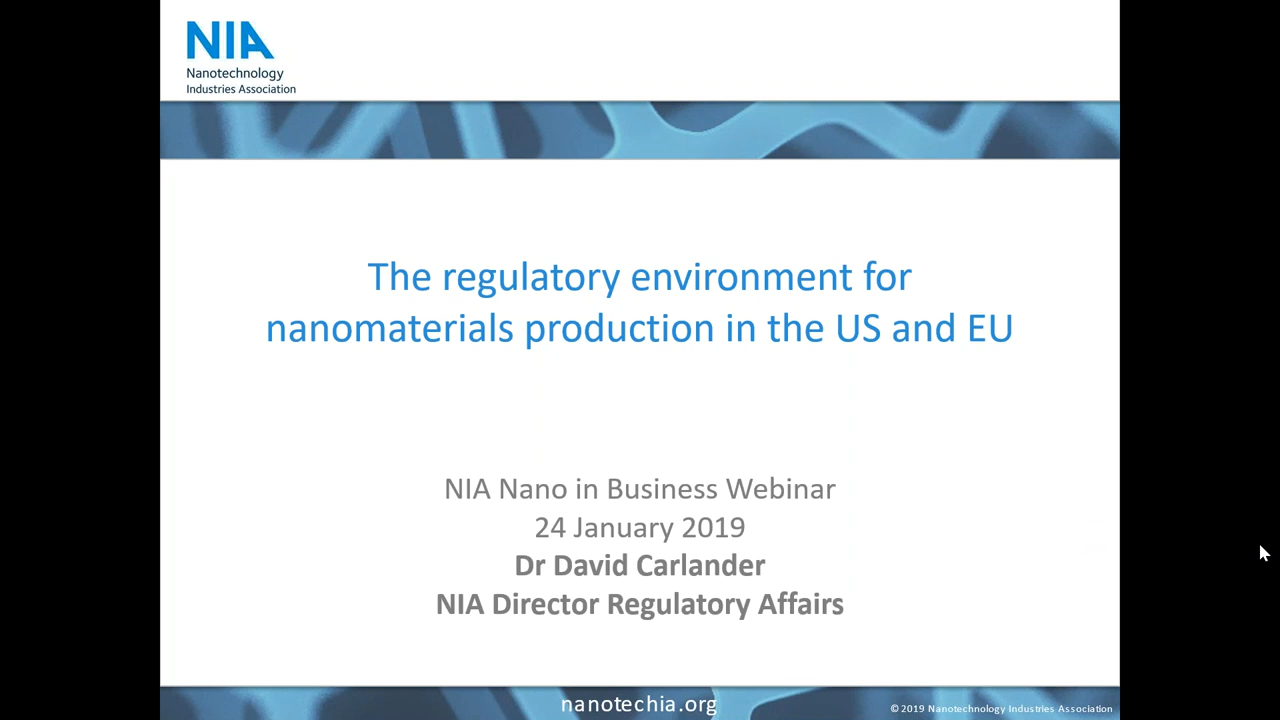 NIA
Nanotechnology
Industries Association
The regulatory environment for
nanomaterials production in the US and EU
NIA Nano in Business Webinar
24 January 2019
Dr David Carlander
NIA Director Regulatory Affairs
nanotechia.org
© 2019 Nanotechnology Industries Association